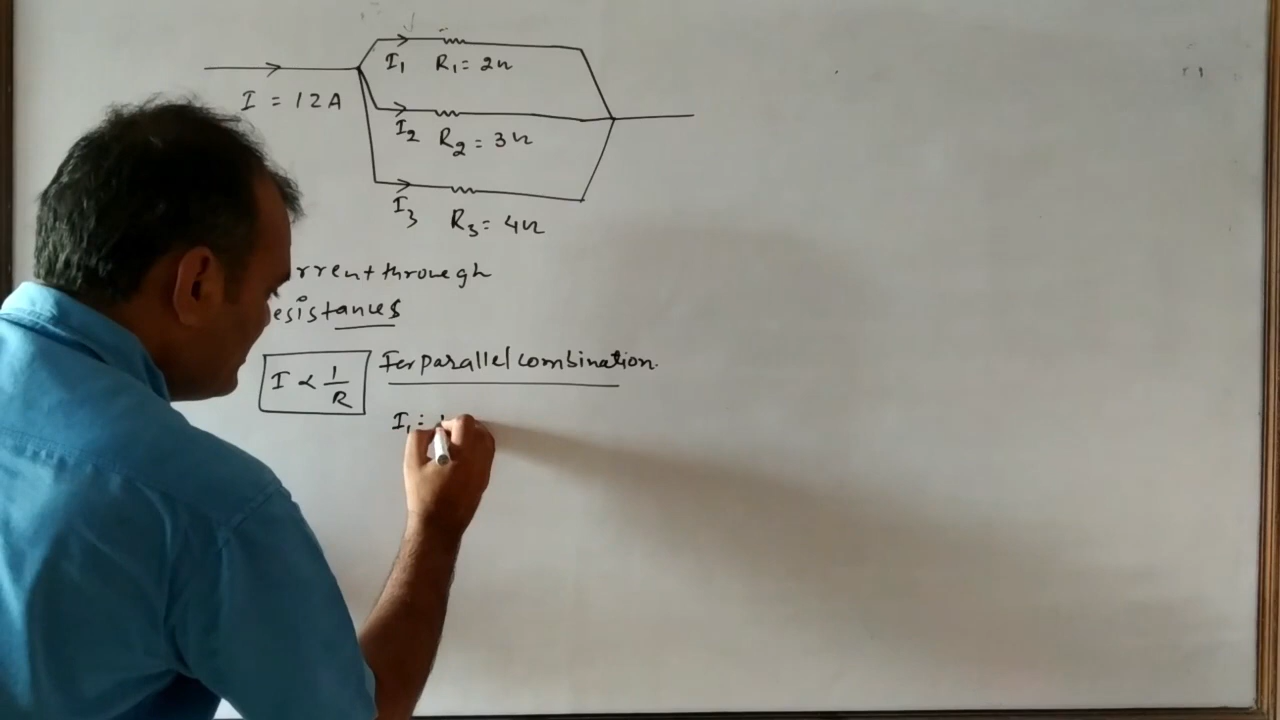 I₁ R₁ = 2Ω
I = 12A
I₂ R₂ = 3Ω
I₃ R₃ = 4Ω
rrent through
esistances
I ∝ 1/R For parallel combination.
I₁ :